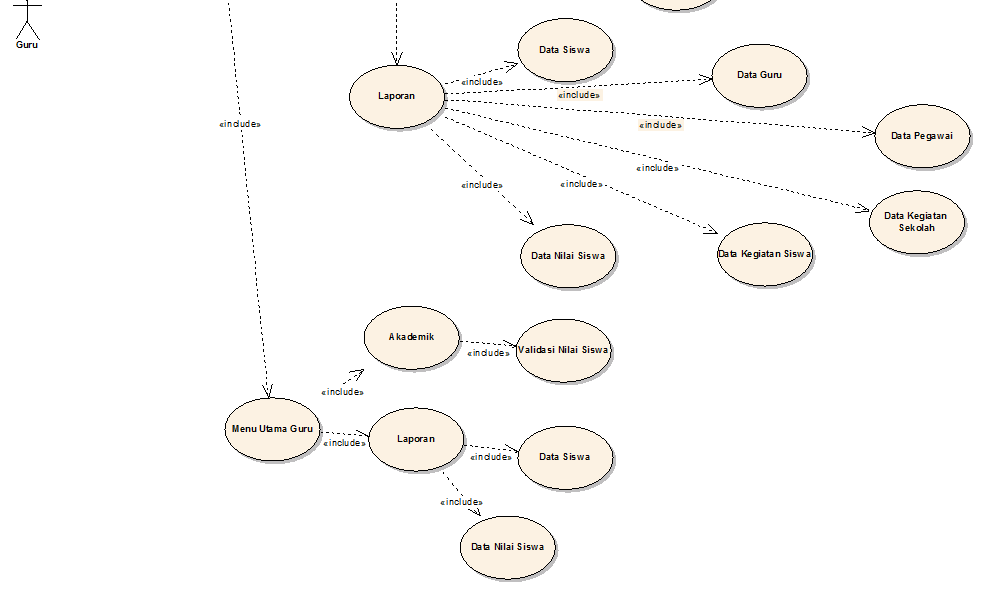 Guru
Data Siswa
«include»
Data Guru
Laporan
«include»
«include»
«include»
Data Pegawai
«include»
«include»
«include»
Data Kegiatan
Sekolah
Data Nilai Siswa
Data Kegiatan Siswa
Akademik
Validasi Nilai Siswa
«include»
«include»
Menu Utama Guru
Laporan
«include»
Data Siswa
«include»
«include»
Data Nilai Siswa